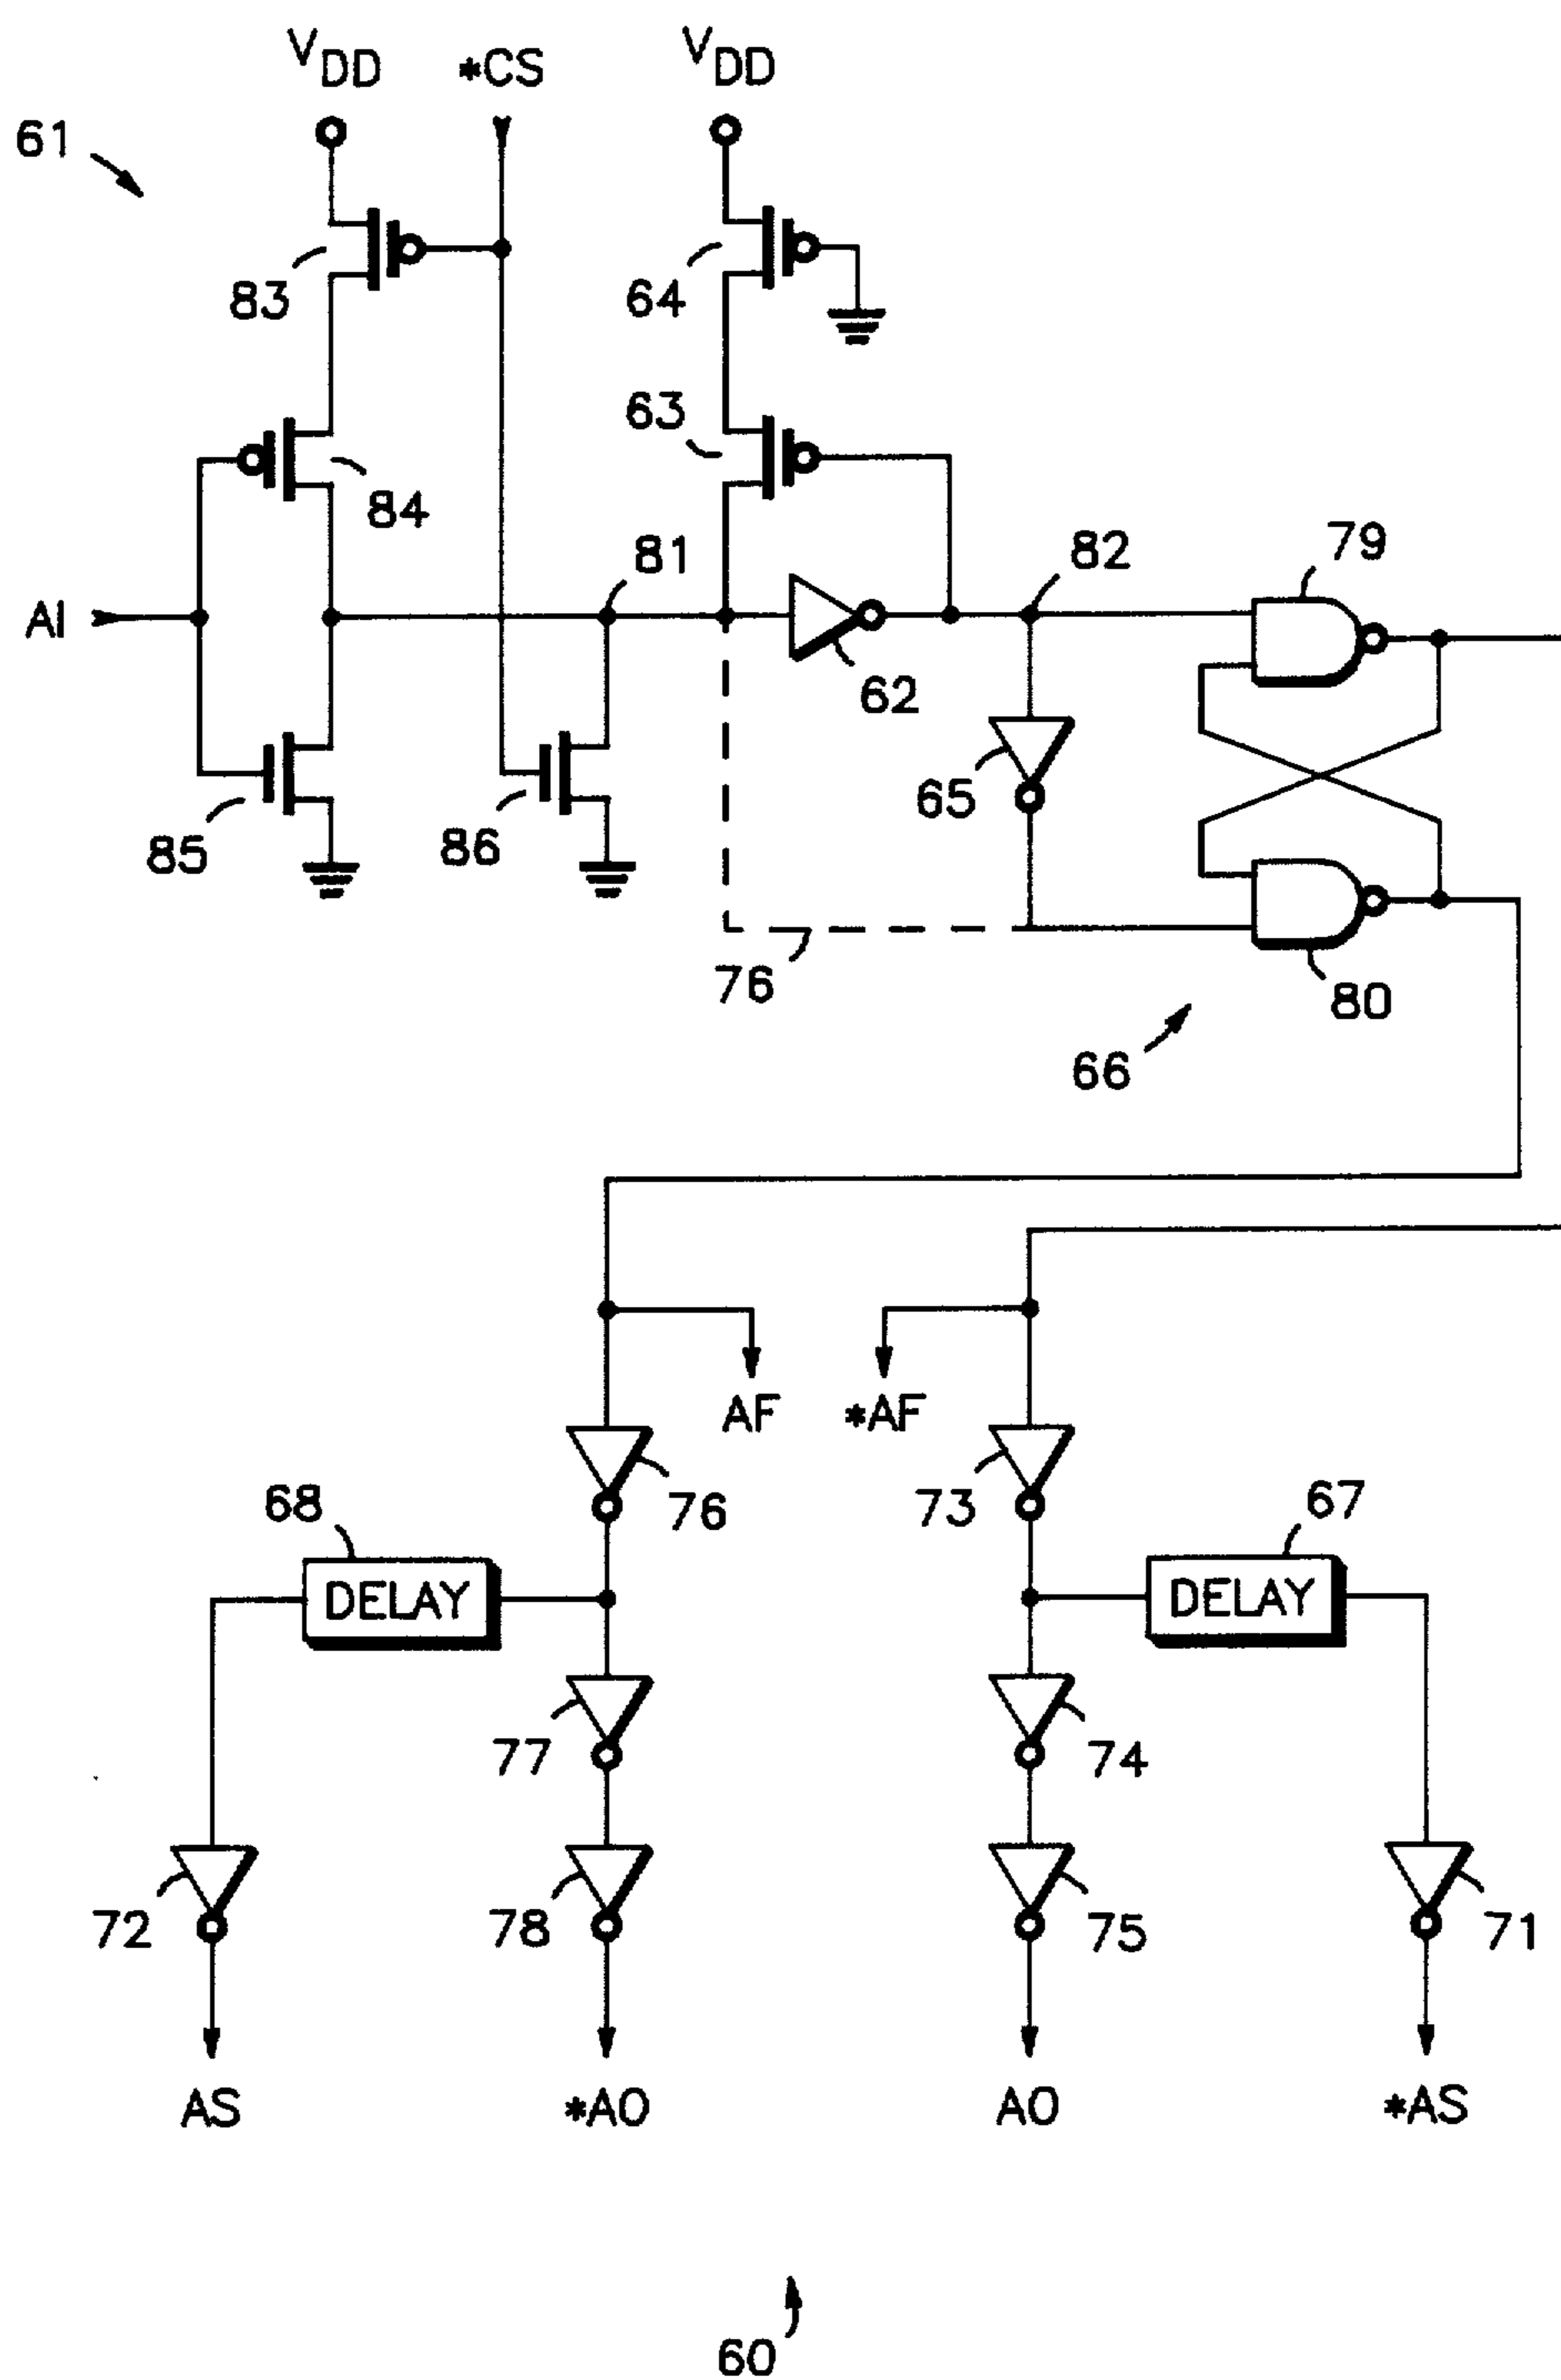 VDD *CS VDD
61
83 64
63
84
81 82 79
AI
62
65
85 86
76 80
66
AF *AF
68 76 73 67
DELAY DELAY
77 74
72 78 75 71
AS *AO AO *AS
60